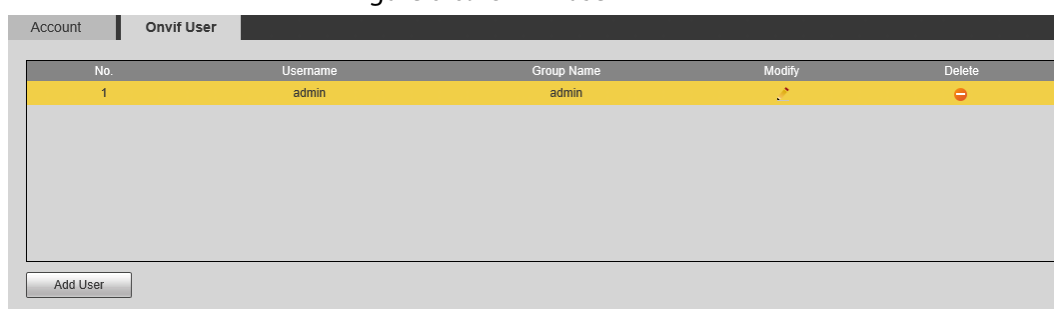 Account Onvif User
No. Username Group Name Modify Delete
1 admin admin
Add User